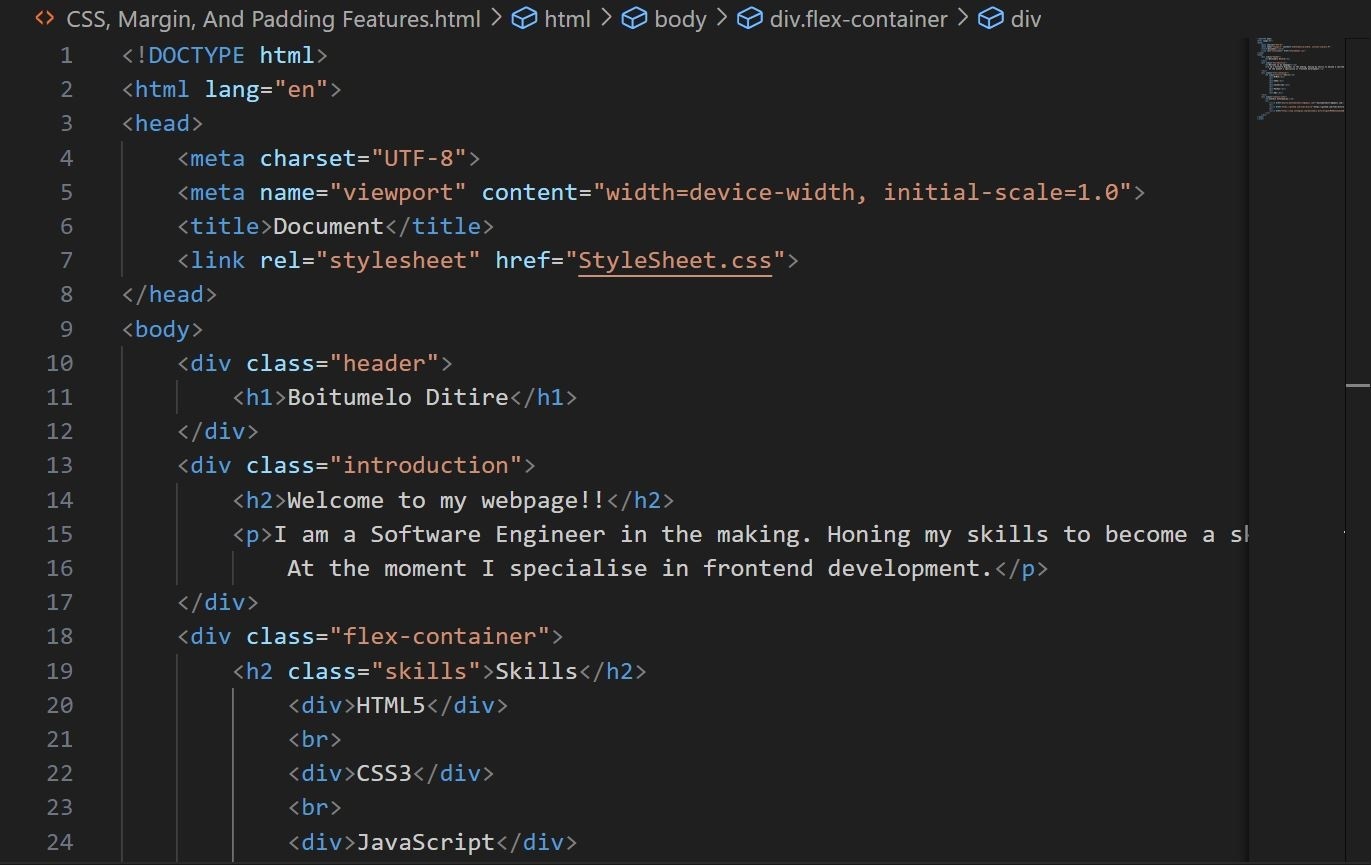 CSS, Margin, And Padding Features.html > html > body > div.flex-container > div
1 <!DOCTYPE html>
2 <html lang="en">
3 <head>
4     <meta charset="UTF-8">
5     <meta name="viewport" content="width=device-width, initial-scale=1.0">
6     <title>Document</title>
7     <link rel="stylesheet" href="StyleSheet.css">
8 </head>
9 <body>
10     <div class="header">
11         <h1>Boitumelo Ditire</h1>
12     </div>
13     <div class="introduction">
14         <h2>Welcome to my webpage!!</h2>
15         <p>I am a Software Engineer in the making. Honing my skills to become a
16             At the moment I specialise in frontend development.</p>
17     </div>
18     <div class="flex-container">
19         <h2 class="skills">Skills</h2>
20             <div>HTML5</div>
21             <br>
22             <div>CSS3</div>
23             <br>
24             <div>JavaScript</div>